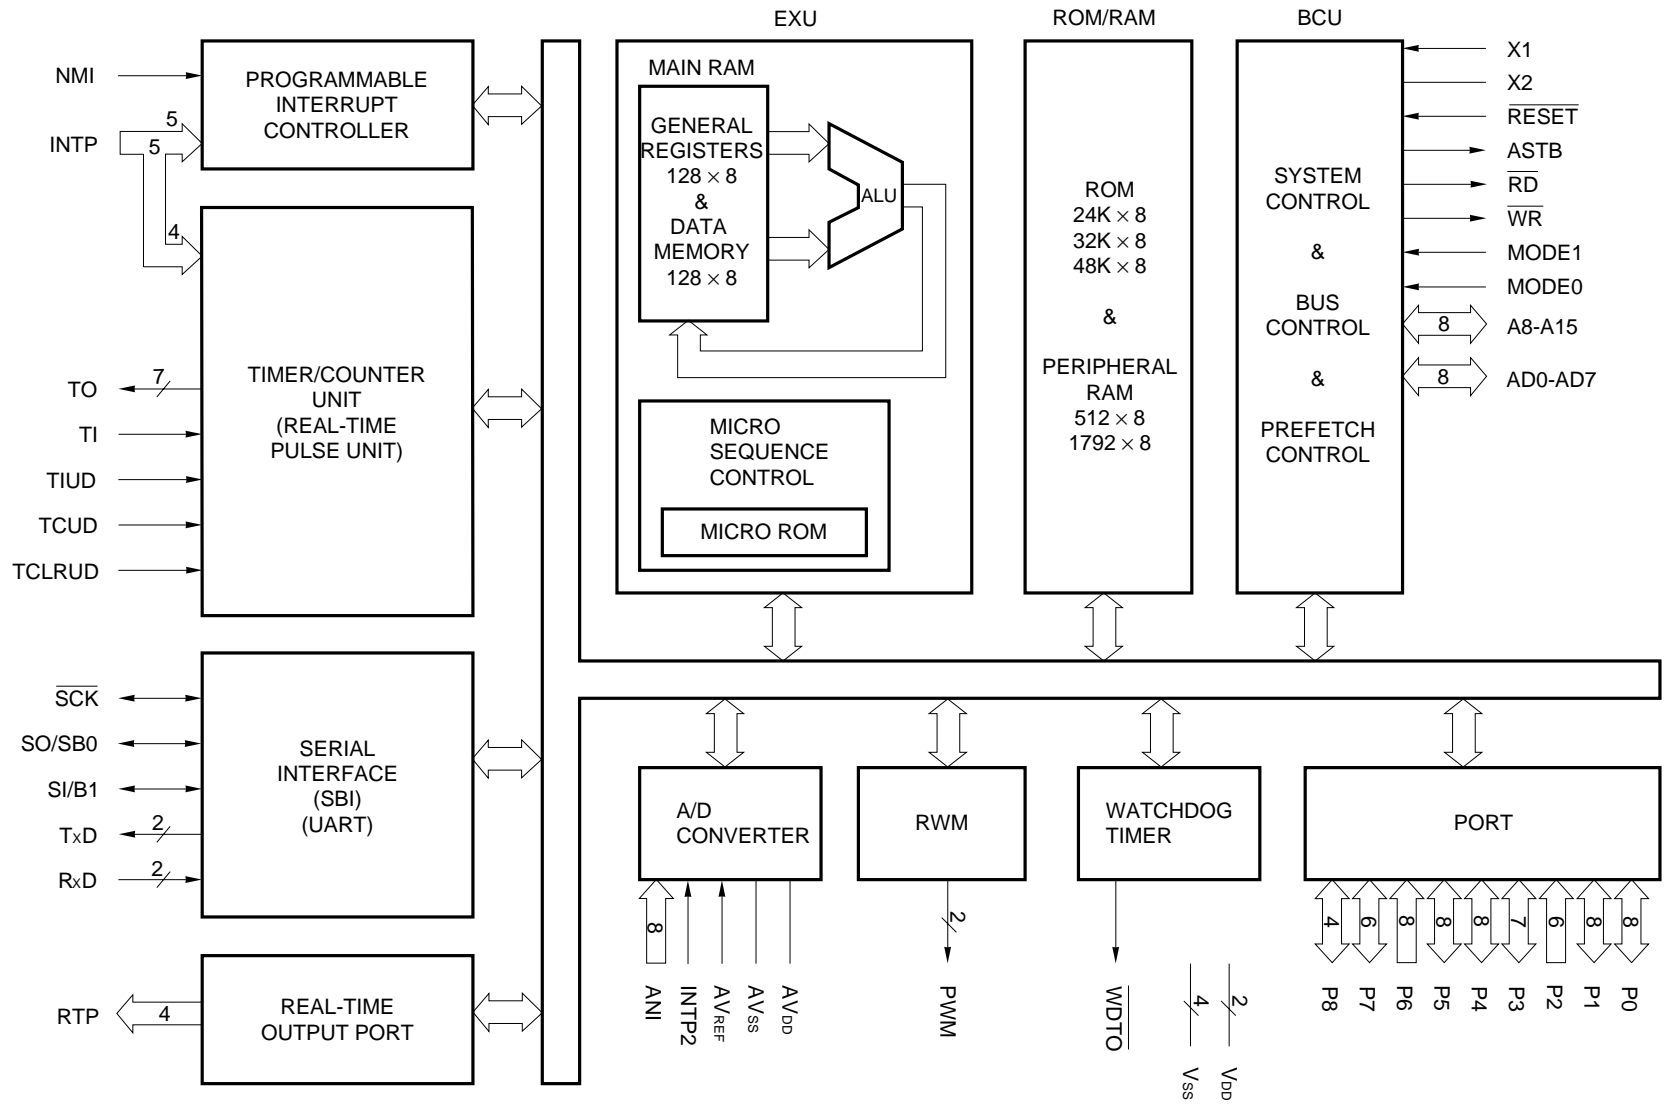 EXU
ROM/RAM
BCU
NMI
INTP
5
5
4
PROGRAMMABLE
INTERRUPT
CONTROLLER
TO
7
TI
TIUD
TCUD
TCLRUD
TIMER/COUNTER
UNIT
(REAL-TIME
PULSE UNIT)
SCK
SO/SB0
SI/B1
TxD
2
RxD
2
SERIAL
INTERFACE
(SBI)
(UART)
RTP
4
REAL-TIME
OUTPUT PORT
MAIN RAM
GENERAL
REGISTERS
128 × 8
&
DATA
MEMORY
128 × 8
ALU
MICRO
SEQUENCE
CONTROL
MICRO ROM
ROM
24K × 8
32K × 8
48K × 8
&
PERIPHERAL
RAM
512 × 8
1792 × 8
SYSTEM
CONTROL
&
BUS
CONTROL
&
PREFETCH
CONTROL
X1
X2
RESET
ASTB
RD
WR
MODE1
MODE0
8
A8-A15
8
AD0-AD7
A/D
CONVERTER
8
ANI
INTP2
AVREF
AVSS
AVDD
RWM
2
PWM
WATCHDOG
TIMER
WDTO
4
VSS
2
VDD
PORT
4
6
8
8
8
7
6
8
8
P8
P7
P6
P5
P4
P3
P2
P1
P0